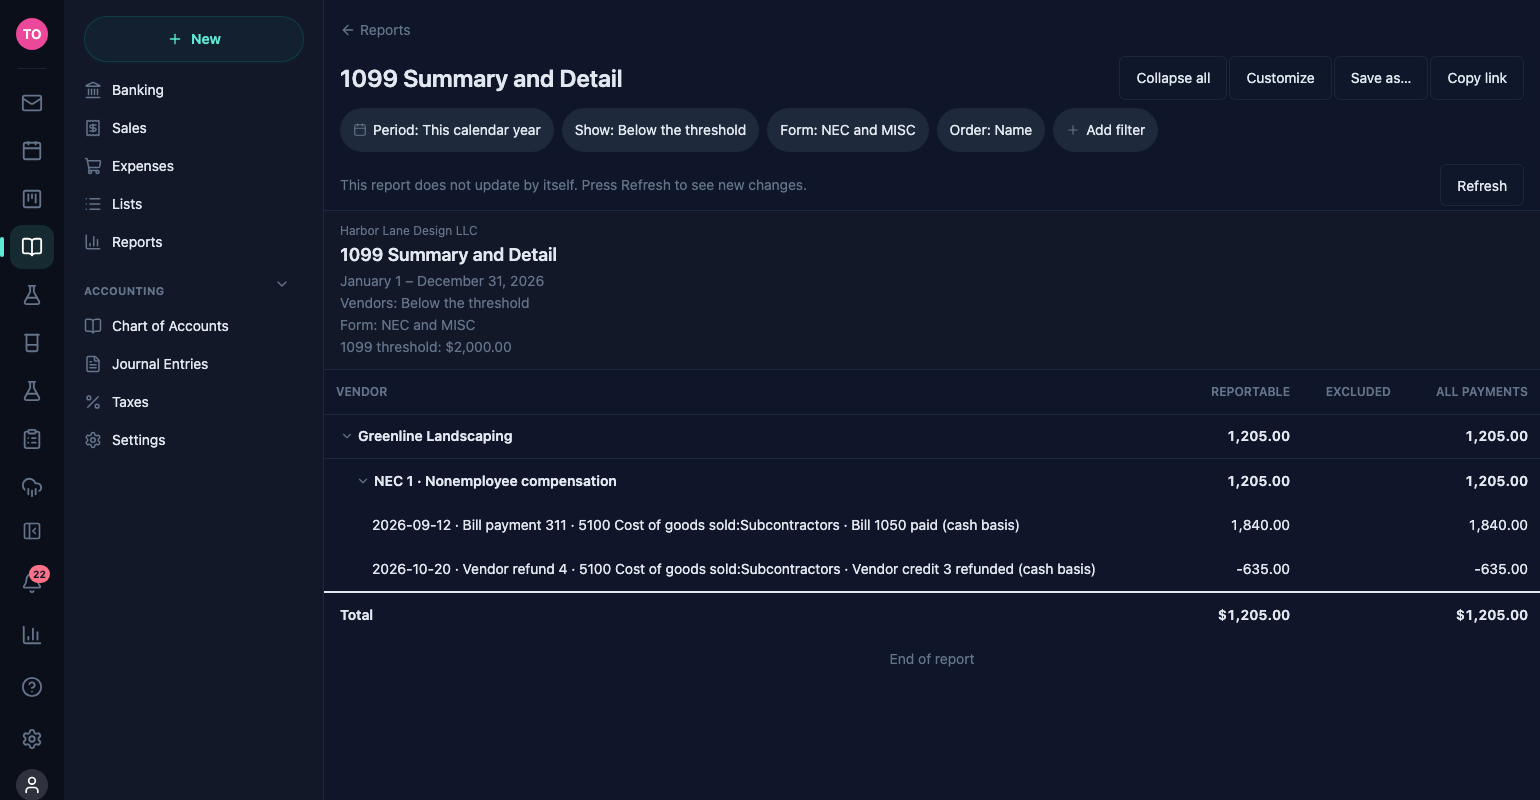 TO
New
Banking
Sales
Expenses
Lists
Reports
ACCOUNTING
Chart of Accounts
Journal Entries
Taxes
Settings
22
← Reports
1099 Summary and Detail
Collapse all
Customize
Save as...
Copy link
Period: This calendar year
Show: Below the threshold
Form: NEC and MISC
Order: Name
Add filter
This report does not update by itself. Press Refresh to see new changes.
Refresh
Harbor Lane Design LLC
1099 Summary and Detail
January 1 – December 31, 2026
Vendors: Below the threshold
Form: NEC and MISC
1099 threshold: $2,000.00
VENDOR REPORTABLE EXCLUDED ALL PAYMENTS
Greenline Landscaping 1,205.00 1,205.00
NEC 1 · Nonemployee compensation 1,205.00 1,205.00
2026-09-12 · Bill payment 311 · 5100 Cost of goods sold:Subcontractors · Bill 1050 paid (cash basis) 1,840.00 1,840.00
2026-10-20 · Vendor refund 4 · 5100 Cost of goods sold:Subcontractors · Vendor credit 3 refunded (cash basis) -635.00 -635.00
Total $1,205.00 $1,205.00
End of report